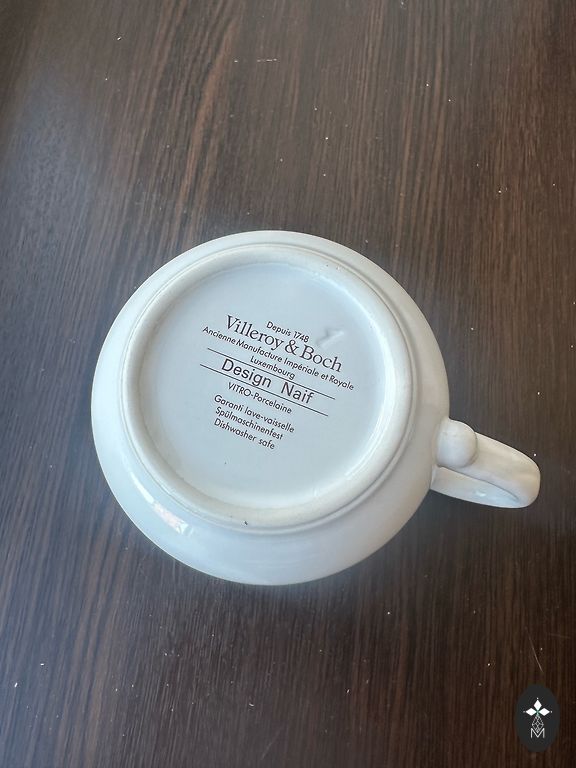 Depuis 1748
Villeroy & Boch
Ancienne Manufacture Impériale et Royale
Luxembourg
Design Naif
VITRO-Porcelaine
Garanti lave-vaisselle
Spülmaschinenfest
Dishwasher safe
1
M